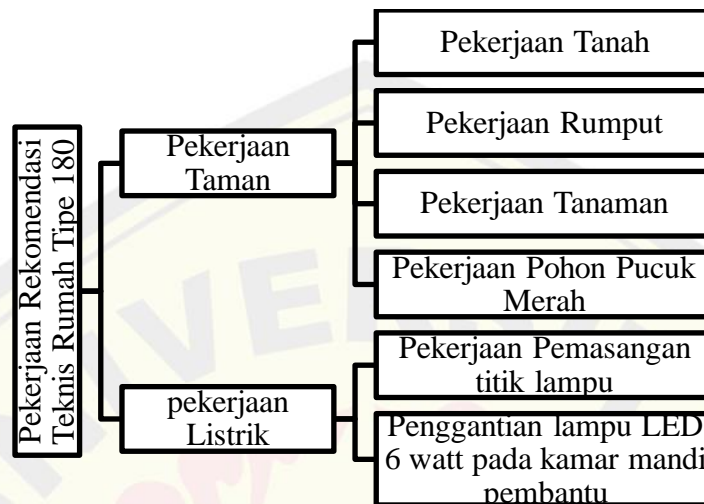 Pekerjaan Rekomendasi
Teknis Rumah Tipe 180
Pekerjaan
Taman
Pekerjaan Tanah
Pekerjaan Rumput
Pekerjaan Tanaman
Pekerjaan Pohon Pucuk
Merah
pekerjaan
Listrik
Pekerjaan Pemasangan
titik lampu
Penggantian lampu LED
6 watt pada kamar mandi
pembantu